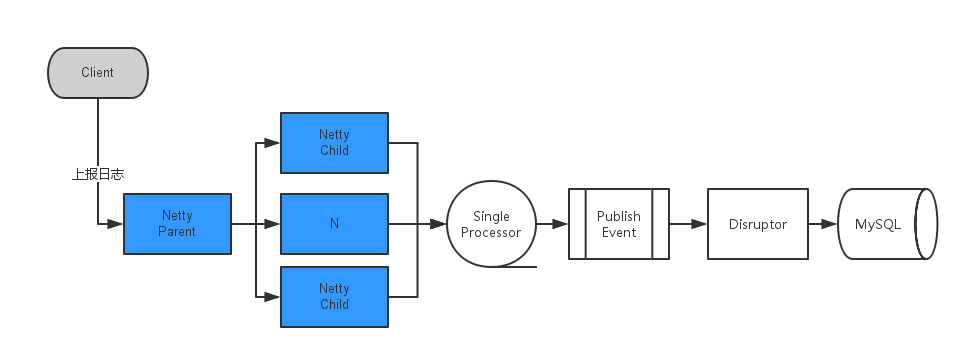 Client
上报日志
Netty
Parent
Netty
Child
N
Netty
Child
Single
Processor
Publish
Event
Disruptor
MySQL